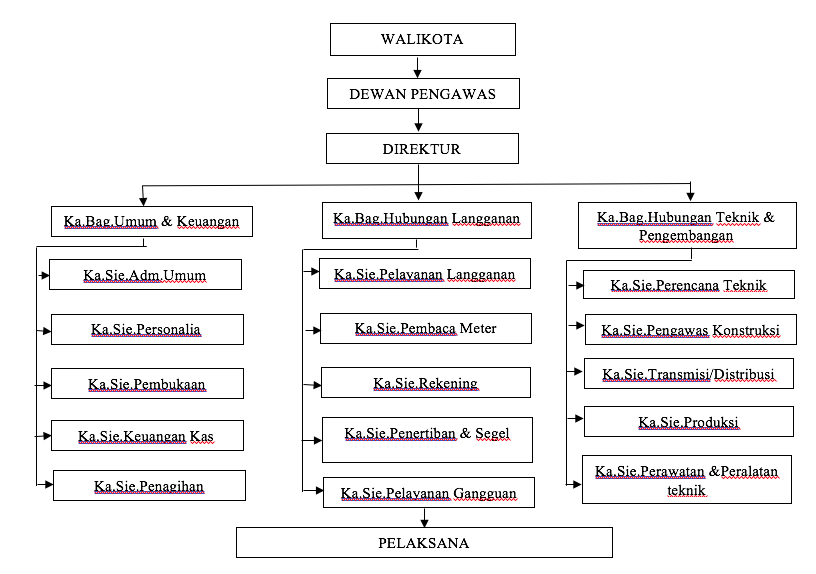 WALIKOTA
DEWAN PENGAWAS
DIREKTUR
Ka.Bag.Umum & Keuangan
Ka.Sie.Adm.Umum
Ka.Sie.Personalia
Ka.Sie.Pembukaan
Ka.Sie.Keuangan Kas
Ka.Sie.Penagihan
Ka.Bag.Hubungan Langganan
Ka.Sie.Pelayanan Langganan
Ka.Sie.Pembaca Meter
Ka.Sie.Rekening
Ka.Sie.Penertiban & Segel
Ka.Sie.Pelayanan Gangguan
Ka.Bag.Hubungan Teknik &
Pengembangan
Ka.Sie.Perencana Teknik
Ka.Sie.Pengawas Konstruksi
Ka.Sie.Transmisi/Distribusi
Ka.Sie.Produksi
Ka.Sie.Perawatan &Peralatan
teknik
PELAKSANA